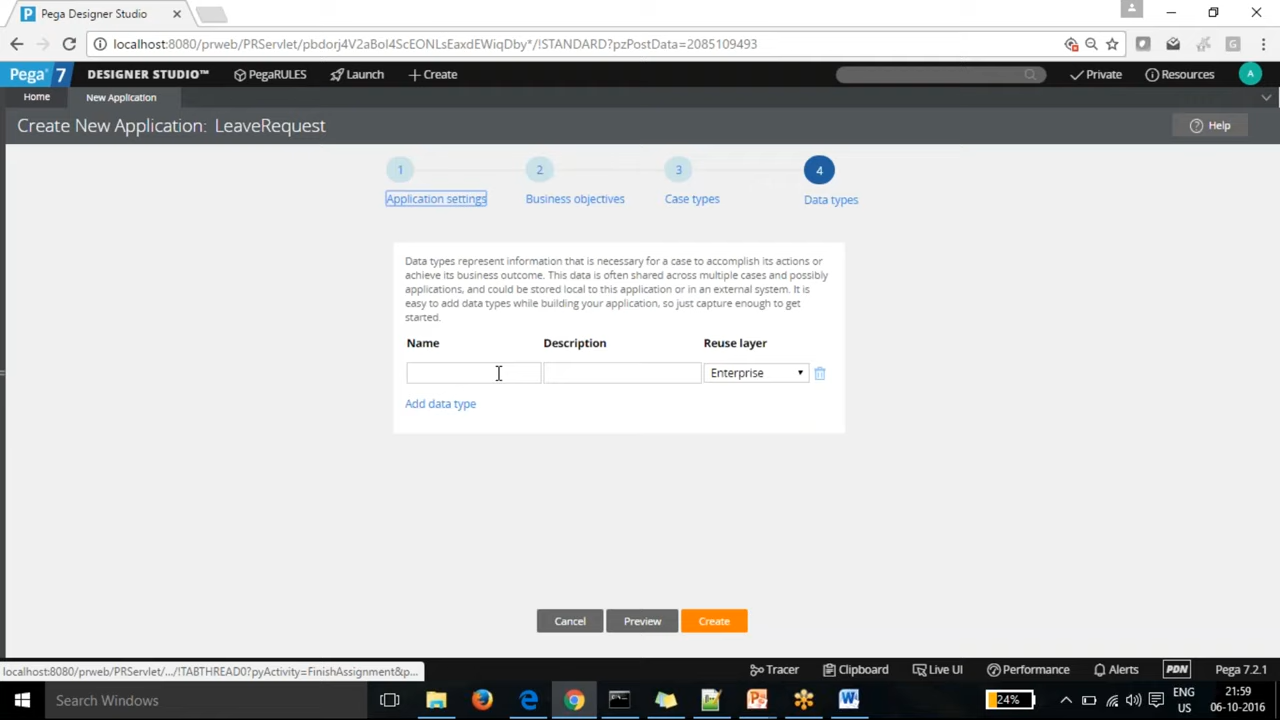 Pega Designer Studio
localhost:8080/prweb/PRServlet/pbdorj4V2aBoI4ScEONLsEaxdEWiqDby*/!STANDARD?pzPostData=2085109493
Pega 7 DESIGNER STUDIO™ PegaRULES Launch Create Private Resources A
Home New Application
Create New Application: LeaveRequest Help
1 2 3 4
Application settings Business objectives Case types Data types
Data types represent information that is necessary for a case to accomplish its actions or
achieve its business outcome. This data is often shared across multiple cases and possibly
applications, and could be stored local to this application or in an external system. It is
easy to add data types while building your application, so just capture enough to get
started.
Name Description Reuse layer
Enterprise
Add data type
Cancel Preview Create
localhost:8080/prweb/PRServlet/.../!TABTHREAD0?pyActivity=FinishAssignment&p...
Tracer Clipboard Live UI Performance Alerts PDN Pega 7.2.1
Search Windows 24% ENG 21:59
US 06-10-2016